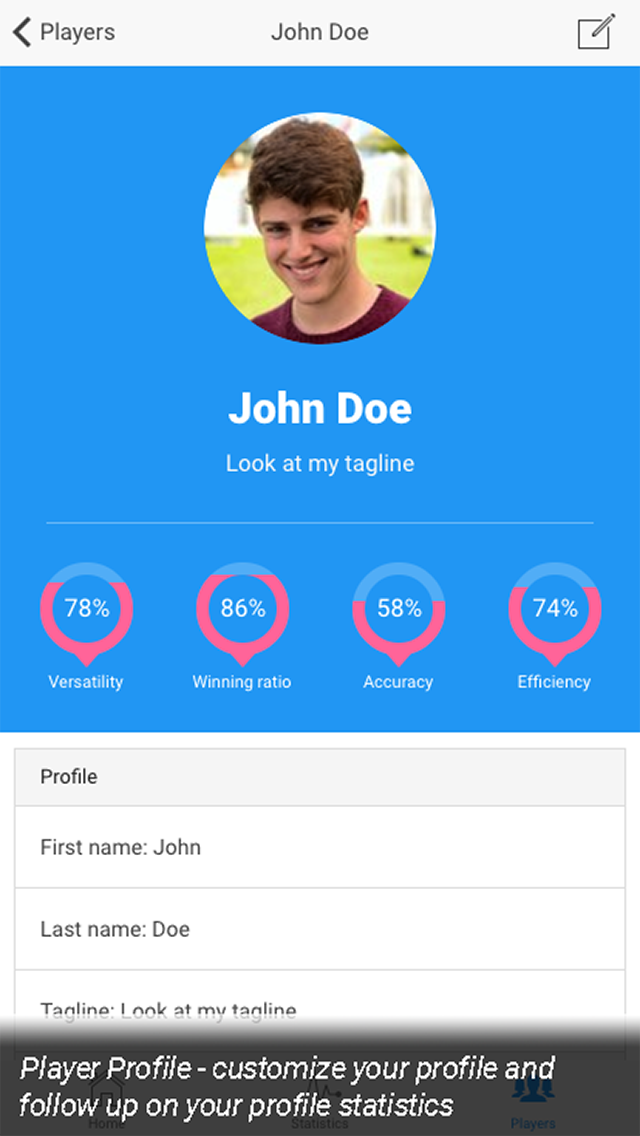 Players
John Doe
John Doe
Look at my tagline
78%
86%
58%
74%
Versatility
Winning ratio
Accuracy
Efficiency
Profile
First name: John
Last name: Doe
Tagline: Look at my tagline
Player Profile - customize your profile and
follow up on your profile statistics
Home
Statistics
Players